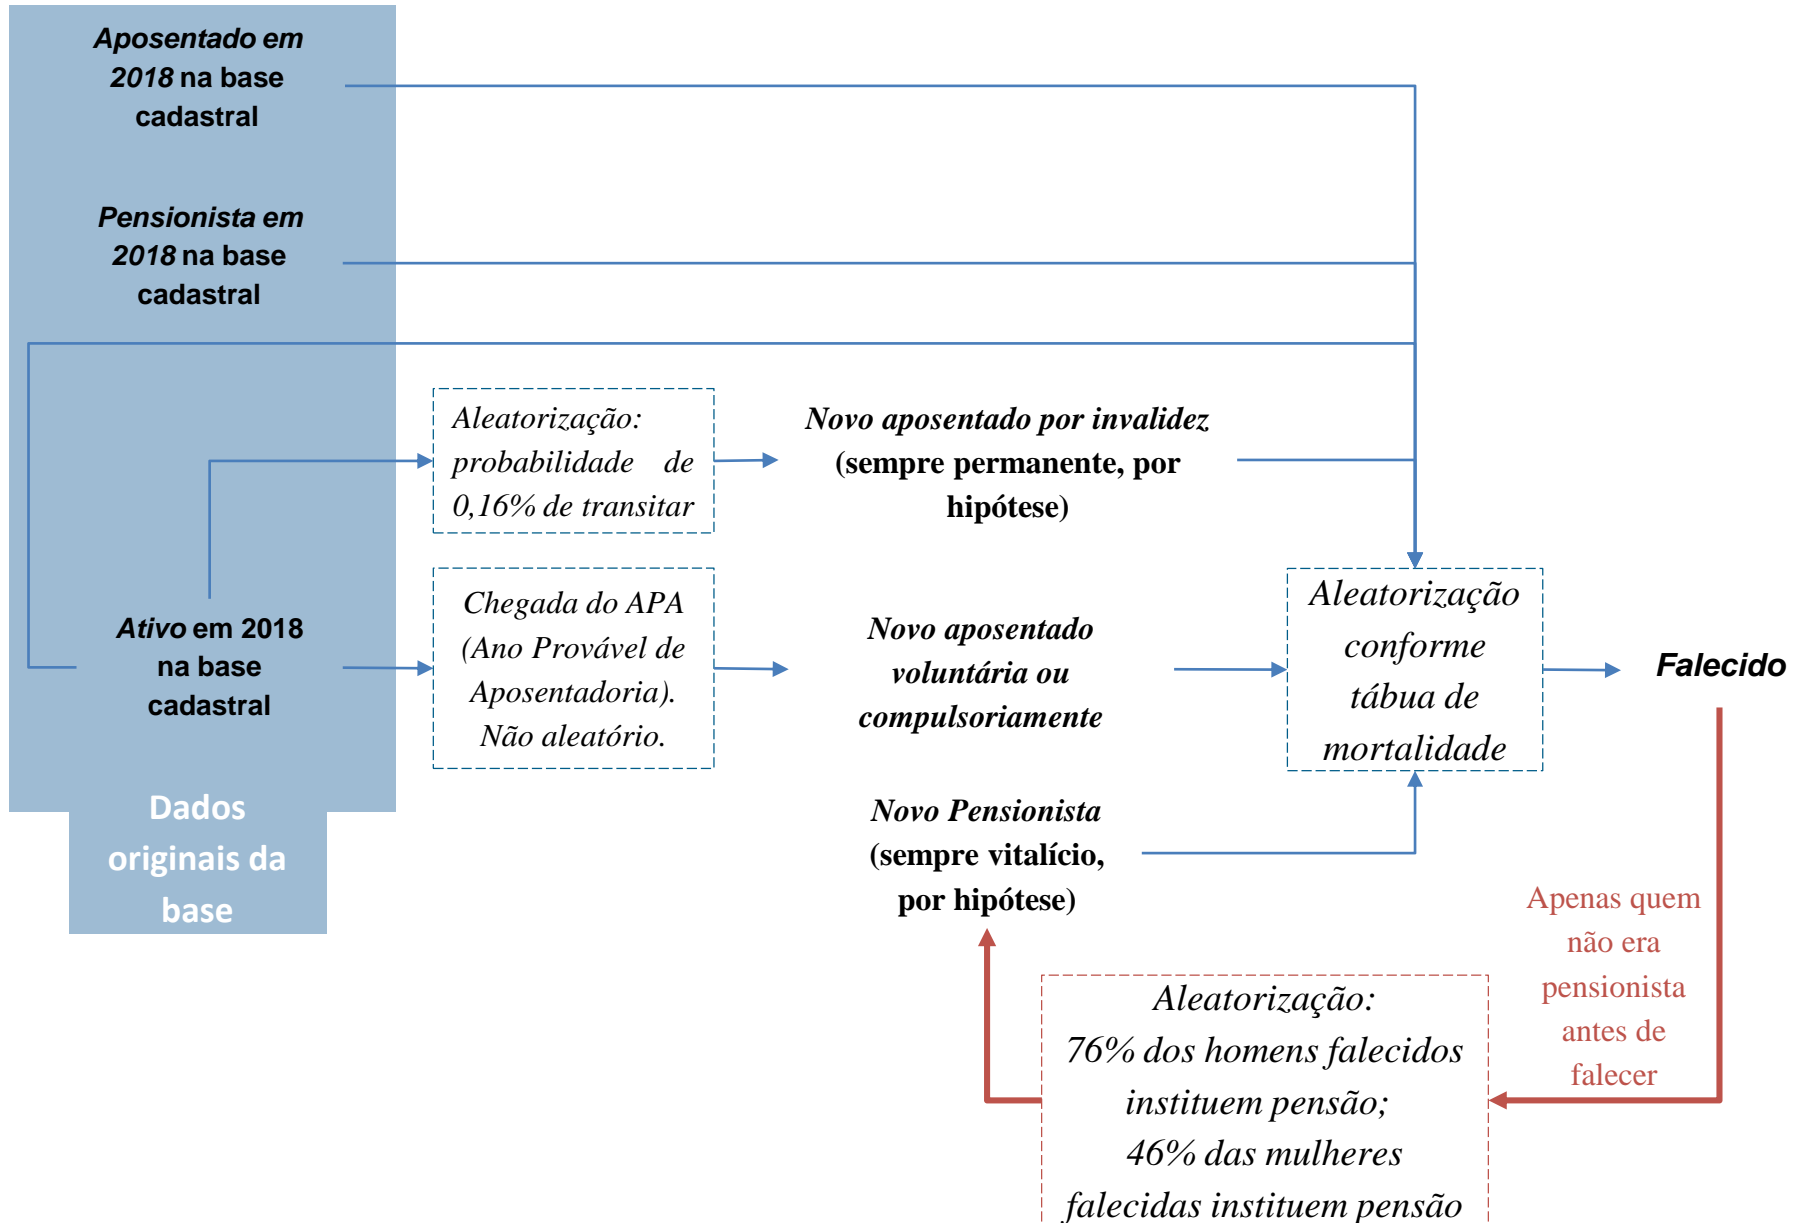 Aposentado em
2018 na base
cadastral
Pensionista em
2018 na base
cadastral
Aleatorização:
probabilidade de
0,16% de transitar
Novo aposentado por invalidez
(sempre permanente, por
hipótese)
Ativo em 2018
na base
cadastral
Chegada do APA
(Ano Provável de
Aposentadoria).
Não aleatório.
Novo aposentado
voluntária ou
compulsoriamente
Aleatorização
conforme
tábua de
mortalidade
Falecido
Dados
originais da
base
Novo Pensionista
(sempre vitalício,
por hipótese)
Apenas quem
não era
pensionista
antes de
falecer
Aleatorização:
76% dos homens falecidos
instituem pensão;
46% das mulheres
falecidas instituem pensão